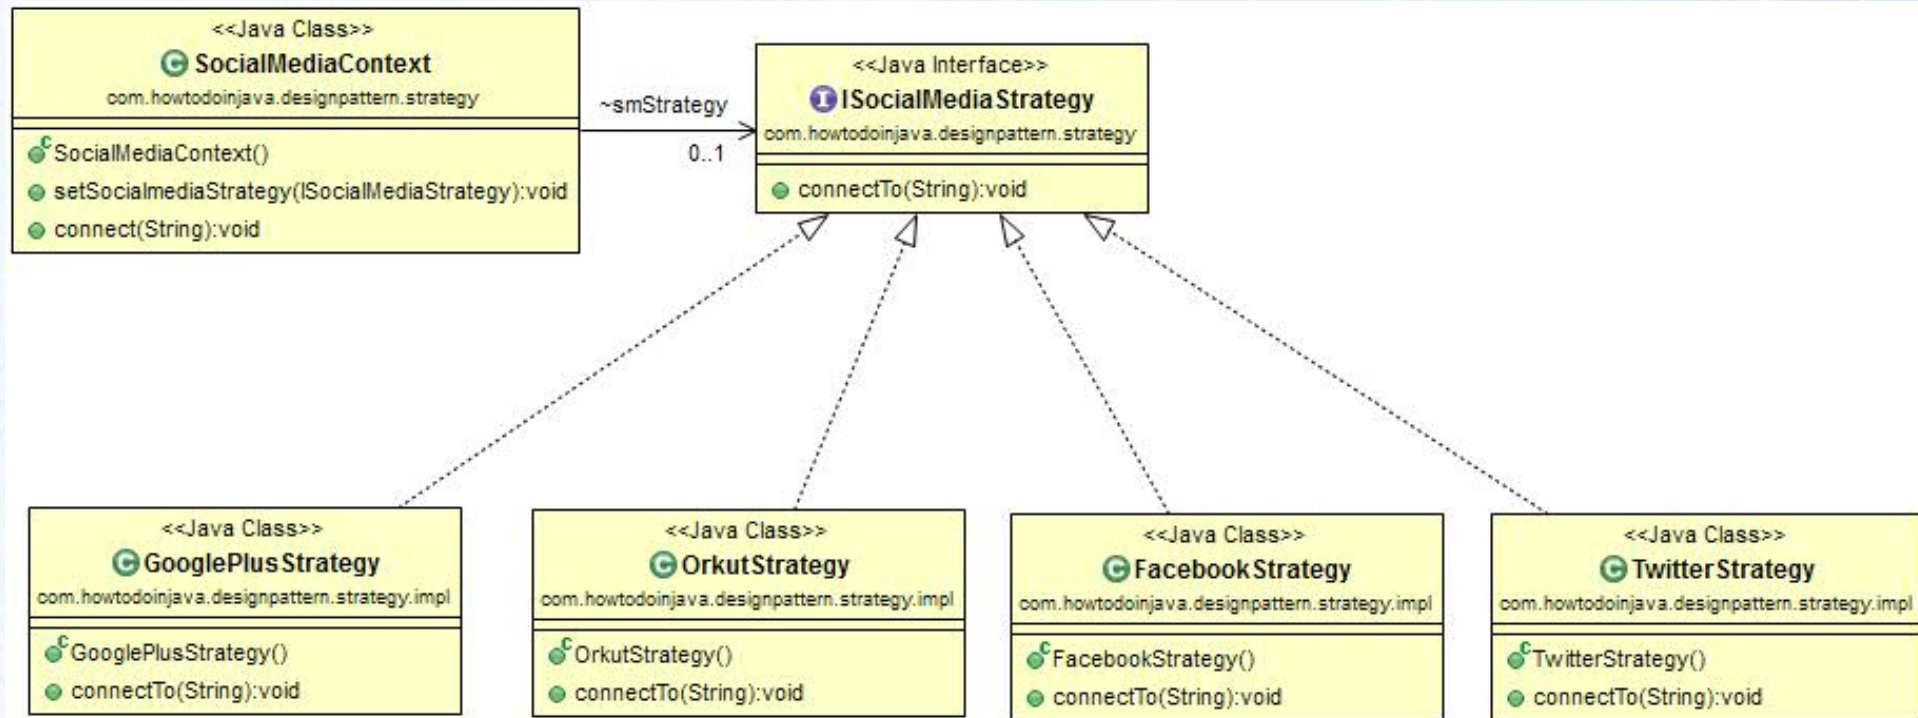 <<Java Class>>
SocialMediaContext
com.howtodoinjava.designpattern.strategy
SocialMediaContext()
setSocialmediaStrategy(ISocialMediaStrategy):void
connect(String):void
~smStrategy
0..1
<<Java Interface>>
ISocialMediaStrategy
com.howtodoinjava.designpattern.strategy
connectTo(String):void
<<Java Class>>
GooglePlusStrategy
com.howtodoinjava.designpattern.strategy.impl
GooglePlusStrategy()
connectTo(String):void
<<Java Class>>
OrkutStrategy
com.howtodoinjava.designpattern.strategy.impl
OrkutStrategy()
connectTo(String):void
<<Java Class>>
FacebookStrategy
com.howtodoinjava.designpattern.strategy.impl
FacebookStrategy()
connectTo(String):void
<<Java Class>>
TwitterStrategy
com.howtodoinjava.designpattern.strategy.impl
TwitterStrategy()
connectTo(String):void